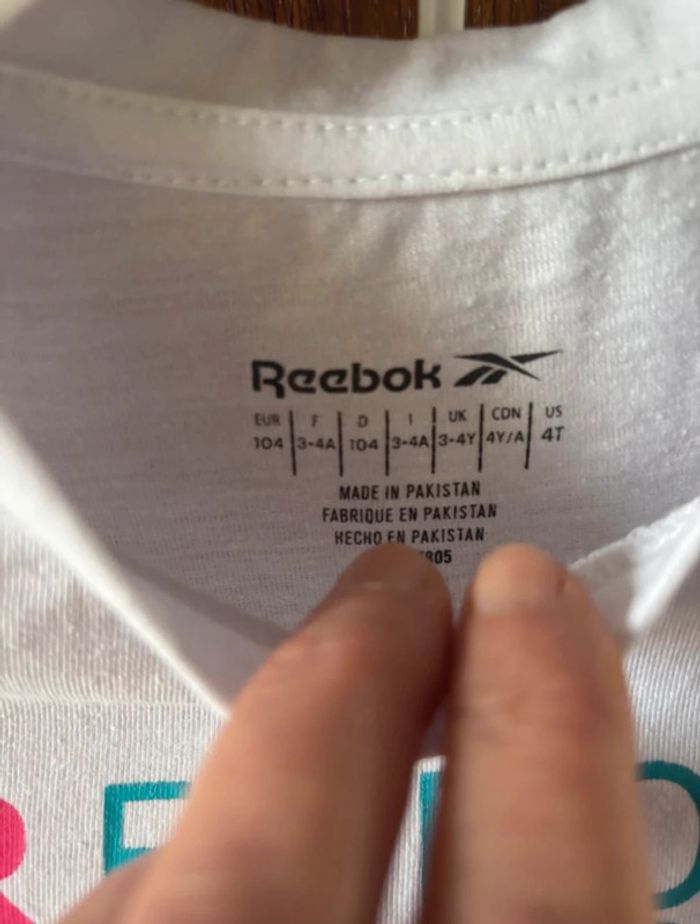 Reebok
EUR F D I UK CDN US
104 3-4A 104 3-4A 3-4Y 4Y/A 4T
MADE IN PAKISTAN
FABRIQUE EN PAKISTAN
HECHO EN PAKISTAN